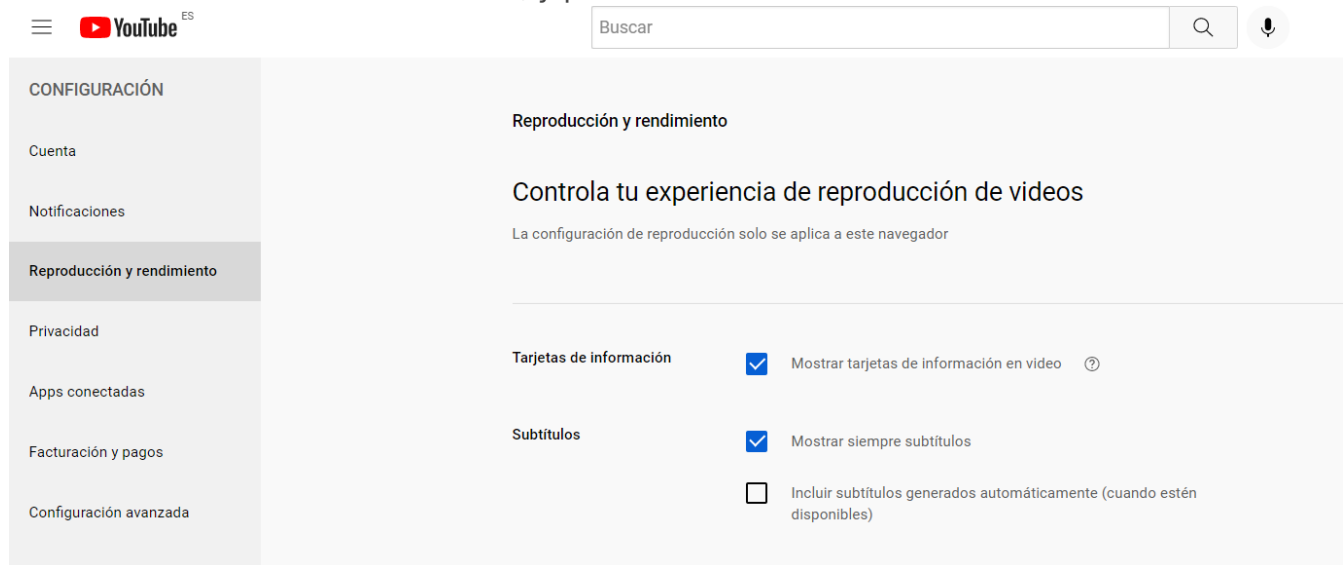 YouTube ES
Buscar
CONFIGURACIÓN
Cuenta
Notificaciones
Reproducción y rendimiento
Privacidad
Apps conectadas
Facturación y pagos
Configuración avanzada
Reproducción y rendimiento
Controla tu experiencia de reproducción de videos
La configuración de reproducción solo se aplica a este navegador
Tarjetas de información
Mostrar tarjetas de información en video ?
Subtítulos
Mostrar siempre subtítulos
Incluir subtítulos generados automáticamente (cuando estén
disponibles)